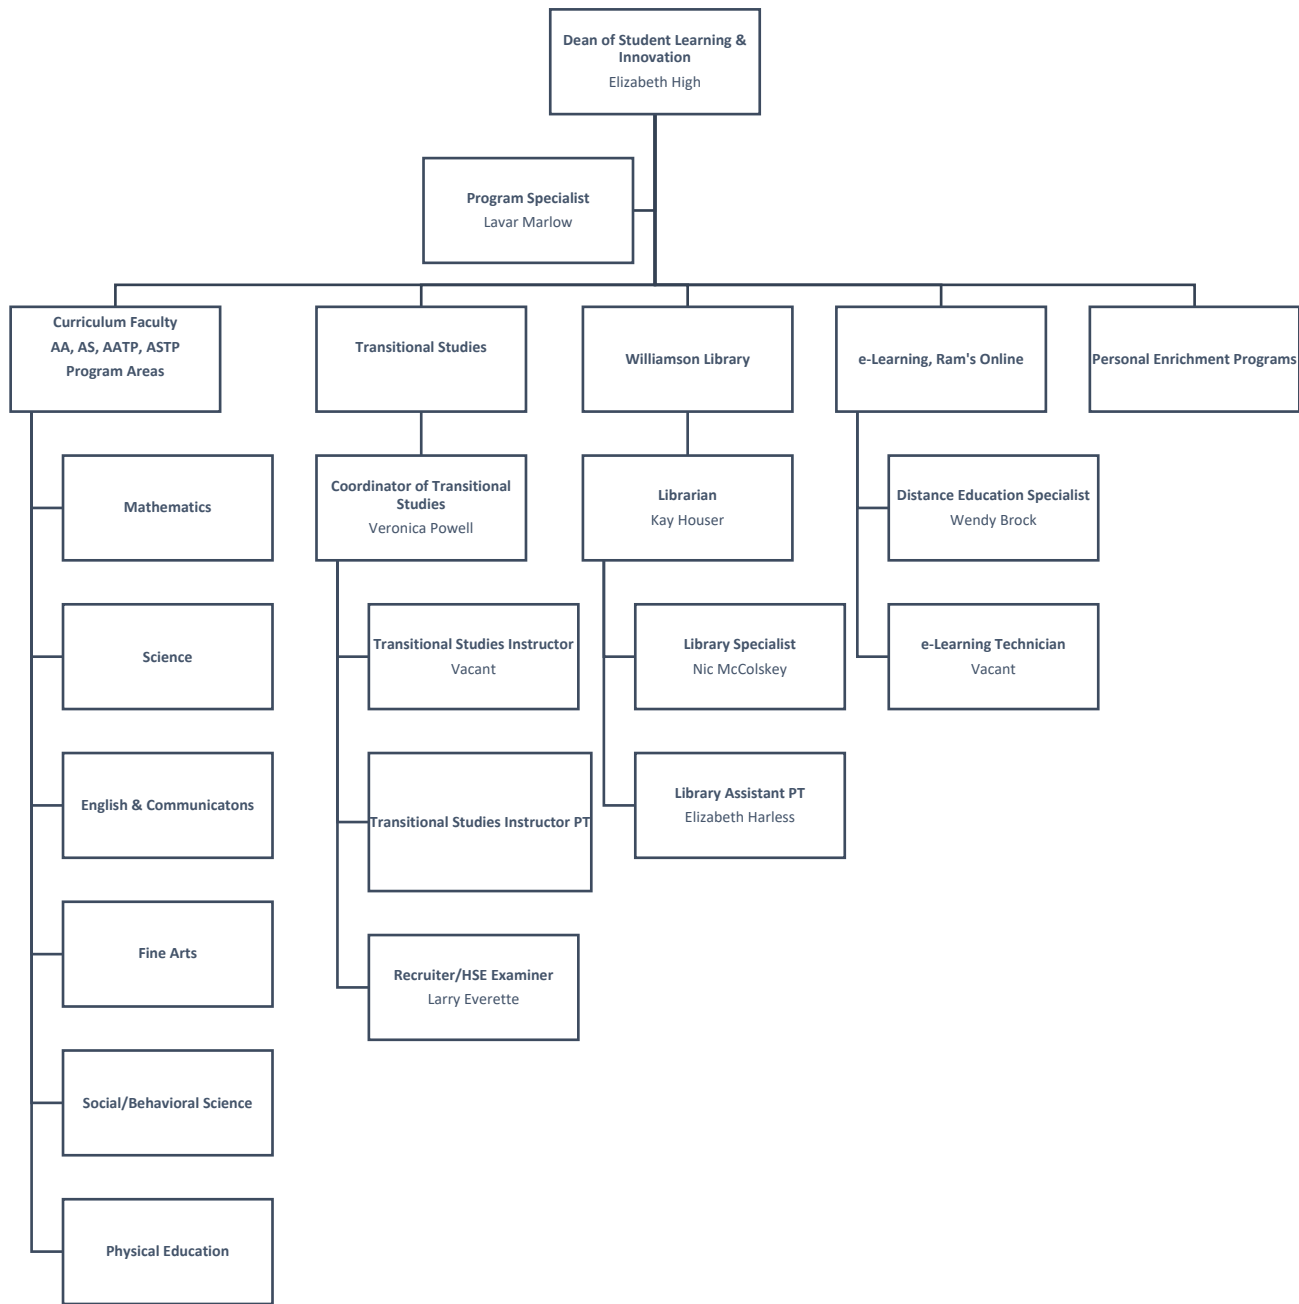 Dean of Student Learning &
Innovation
Elizabeth High
Program Specialist
Lavar Marlow
Curriculum Faculty
AA, AS, AATP, ASTP
Program Areas
Transitional Studies
Williamson Library
e-Learning, Ram's Online
Personal Enrichment Programs
Mathematics
Science
English & Communicatons
Fine Arts
Social/Behavioral Science
Physical Education
Coordinator of Transitional
Studies
Veronica Powell
Transitional Studies Instructor
Vacant
Transitional Studies Instructor PT
Recruiter/HSE Examiner
Larry Everette
Librarian
Kay Houser
Library Specialist
Nic McColskey
Library Assistant PT
Elizabeth Harless
Distance Education Specialist
Wendy Brock
e-Learning Technician
Vacant